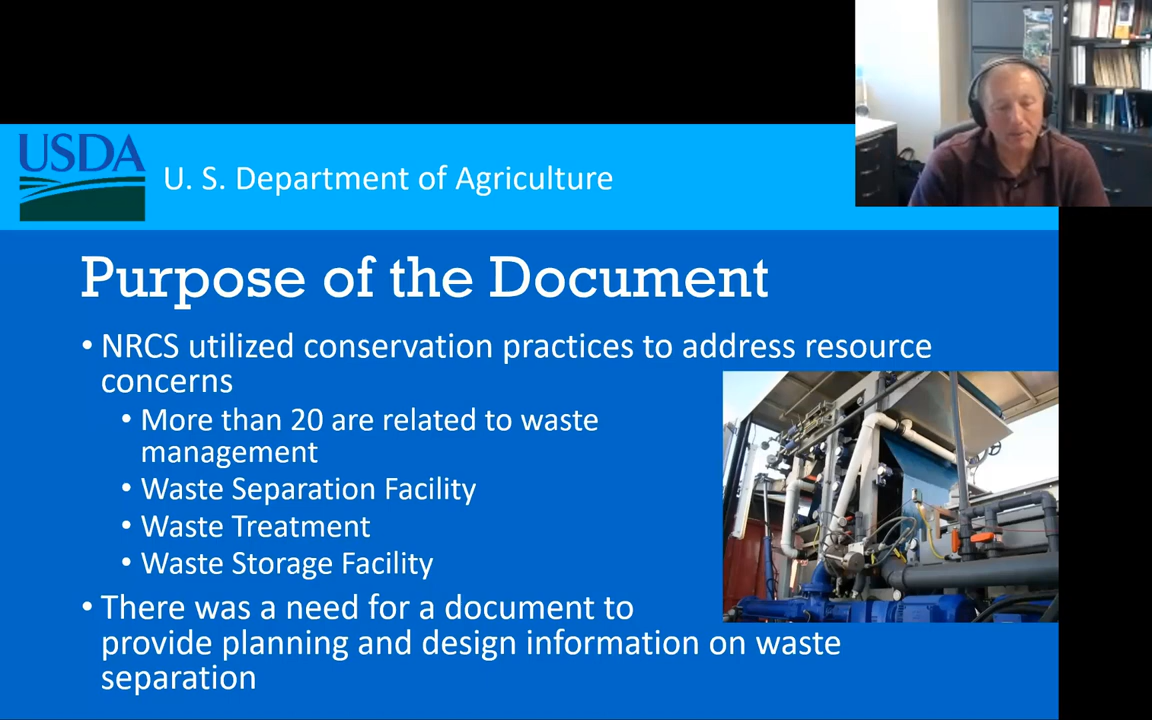 USDA
U. S. Department of Agriculture
Purpose of the Document
• NRCS utilized conservation practices to address resource
concerns
• More than 20 are related to waste
management
• Waste Separation Facility
• Waste Treatment
• Waste Storage Facility
• There was a need for a document to
provide planning and design information on waste
separation